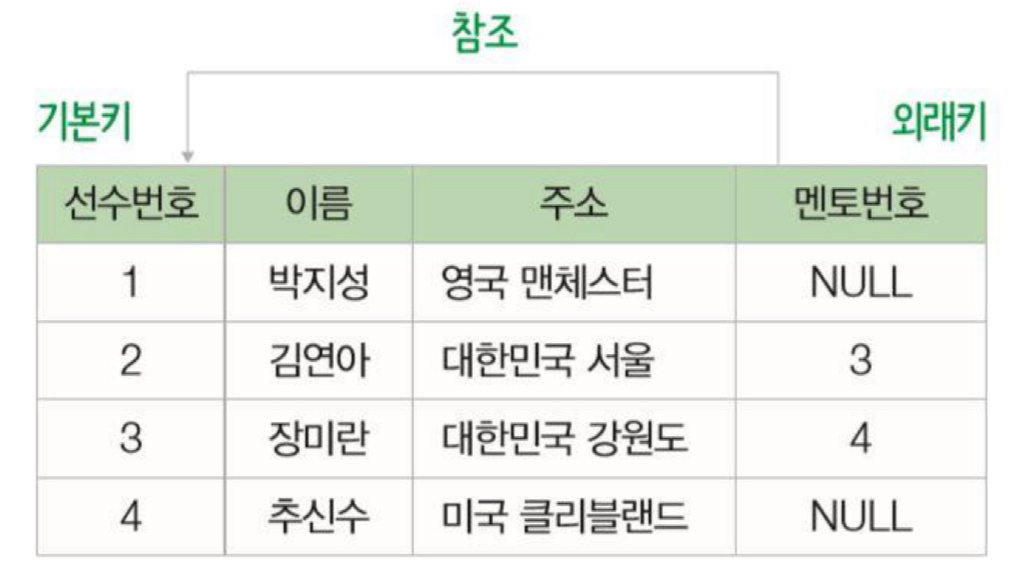 참조
기본키 외래키
선수번호 이름 주소 멘토번호
1 박지성 영국 맨체스터 NULL
2 김연아 대한민국 서울 3
3 장미란 대한민국 강원도 4
4 추신수 미국 클리블랜드 NULL